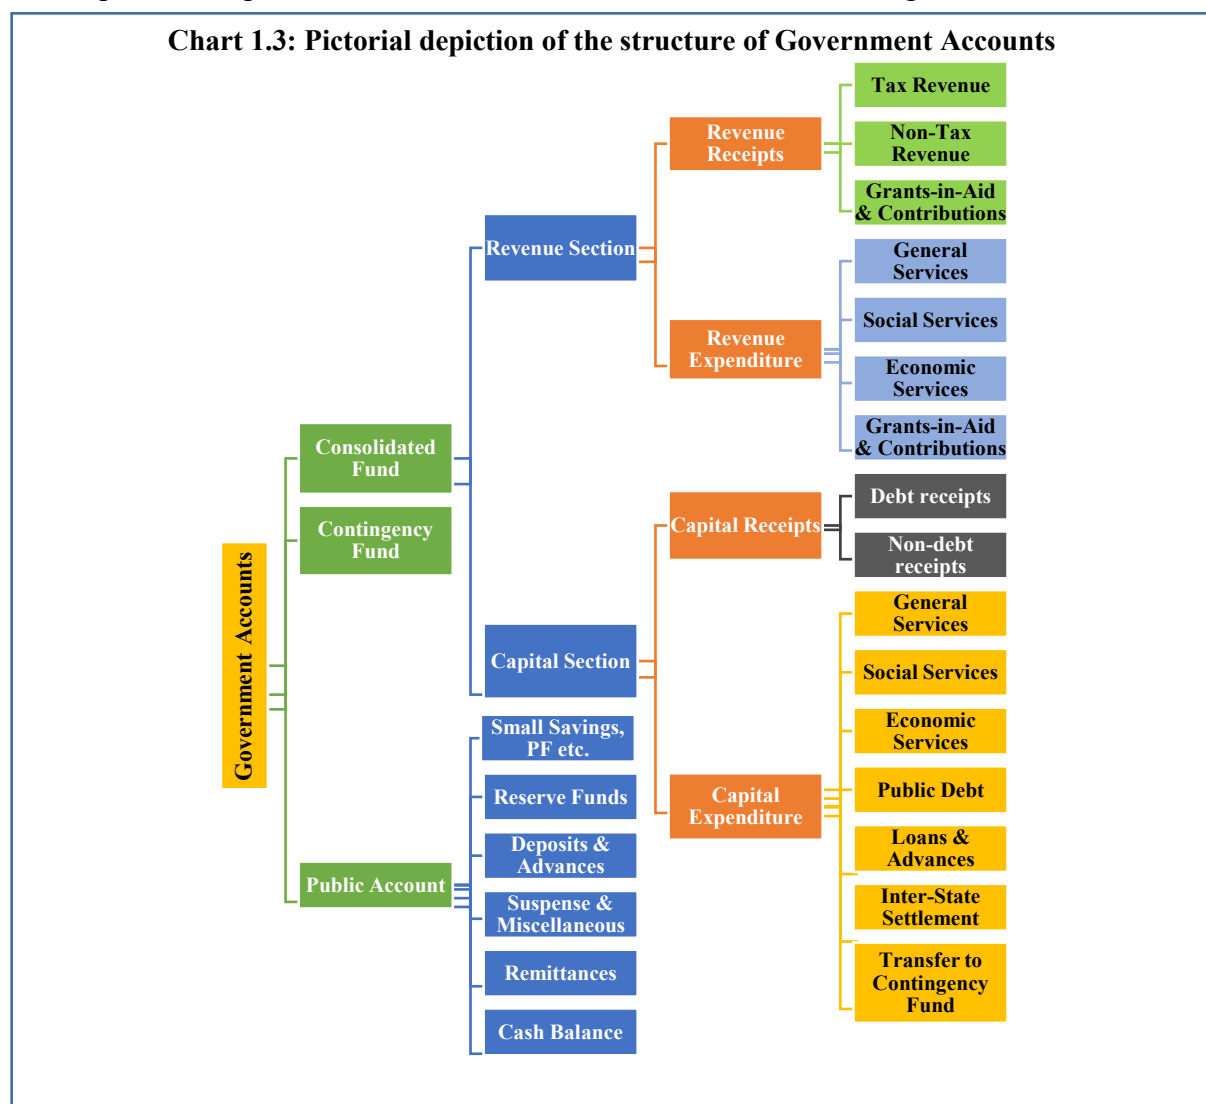 Chart 1.3: Pictorial depiction of the structure of Government Accounts
Government Accounts
Consolidated
Fund
Contingency
Fund
Public Account
Revenue Section
Capital Section
Small Savings,
PF etc.
Reserve Funds
Deposits &
Advances
Suspense &
Miscellaneous
Remittances
Cash Balance
Revenue
Receipts
Revenue
Expenditure
Capital Receipts
Capital
Expenditure
Tax Revenue
Non-Tax
Revenue
Grants-in-Aid
& Contributions
General
Services
Social Services
Economic
Services
Grants-in-Aid
& Contributions
Debt receipts
Non-debt
receipts
General
Services
Social Services
Economic
Services
Public Debt
Loans &
Advances
Inter-State
Settlement
Transfer to
Contingency
Fund